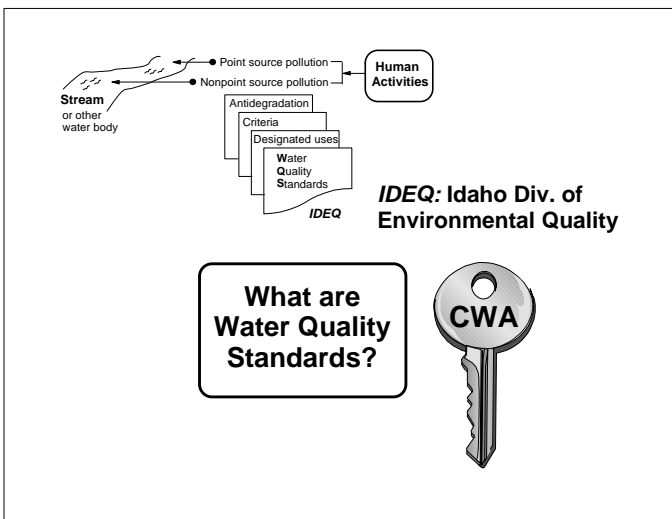 Point source pollution
Nonpoint source pollution
Human
Activities
Stream
or other
water body
Antidegradation
Criteria
Designated uses
Water
Quality
Standards
IDEQ
IDEQ: Idaho Div. of
Environmental Quality
What are
Water Quality
Standards?
CWA